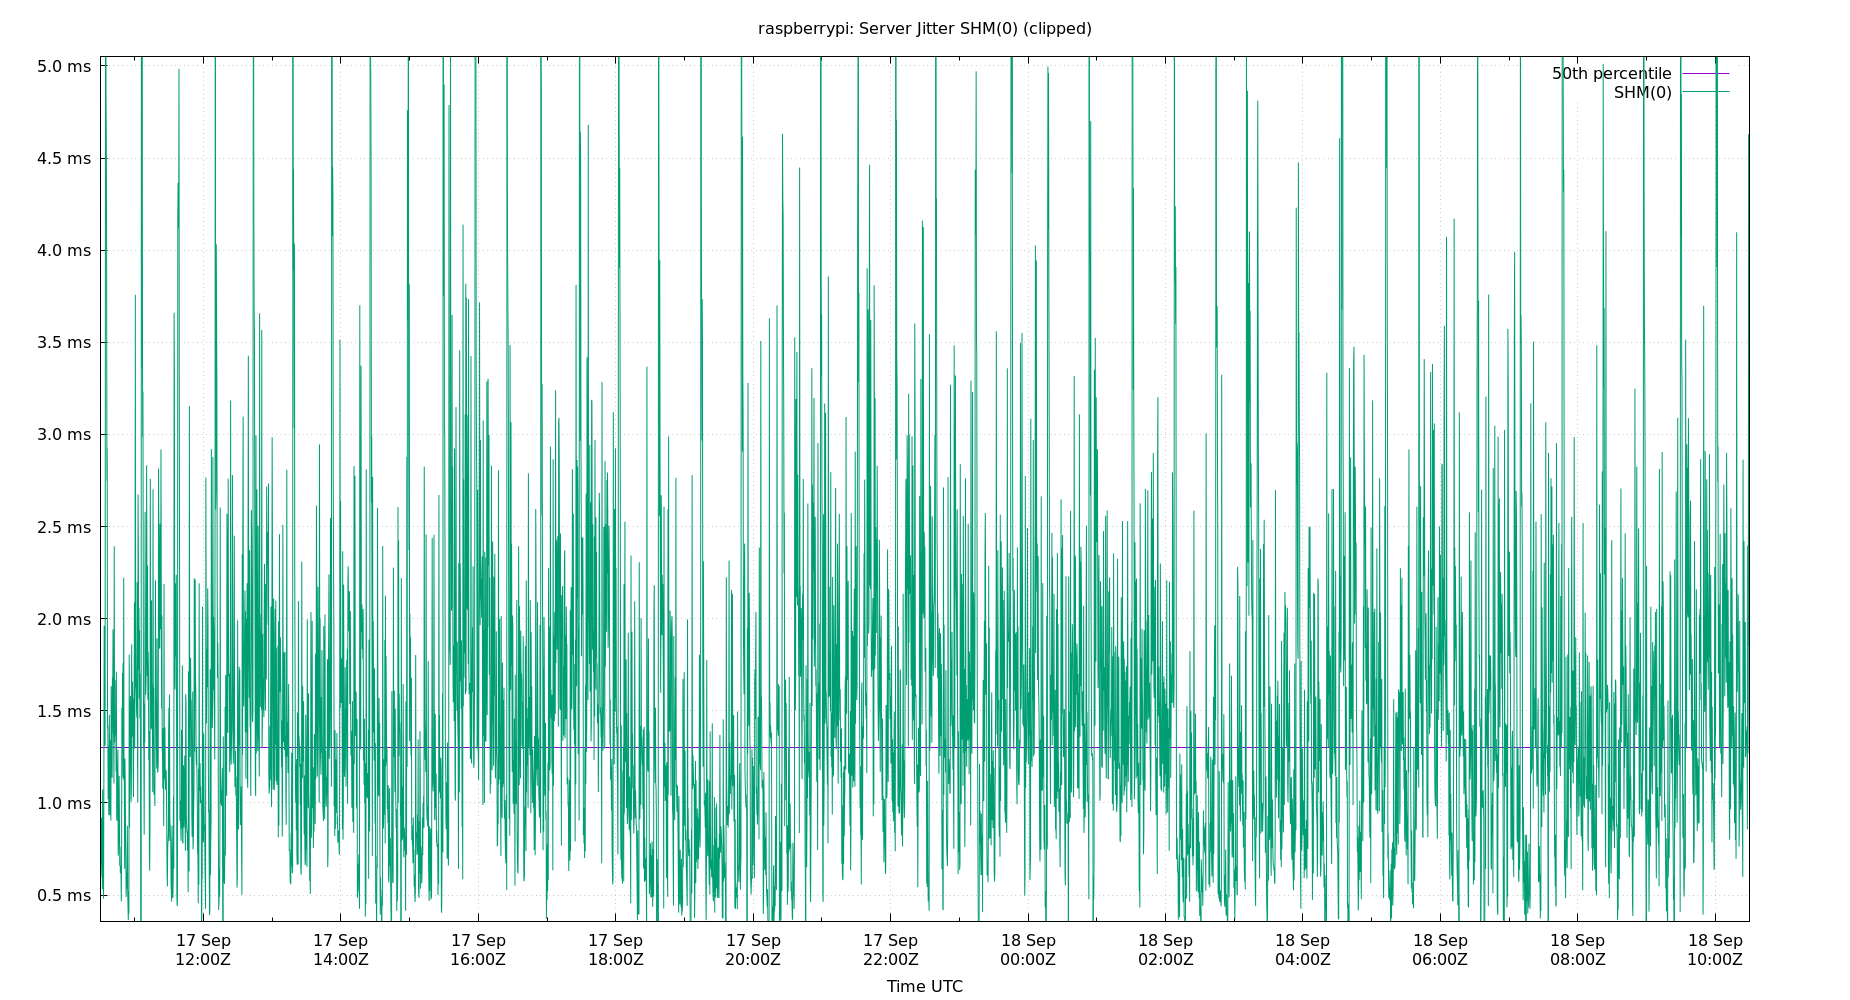 raspberrypi: Server Jitter SHM(0) (clipped)
5.0 ms
50th percentile
SHM(0)
4.5 ms
4.0 ms
3.5 ms
3.0 ms
2.5 ms
2.0 ms
1.5 ms
1.0 ms
0.5 ms
17 Sep 17 Sep 17 Sep 17 Sep 17 Sep 17 Sep 18 Sep 18 Sep 18 Sep 18 Sep 18 Sep 18 Sep
12:00Z 14:00Z 16:00Z 18:00Z 20:00Z 22:00Z 00:00Z 02:00Z 04:00Z 06:00Z 08:00Z 10:00Z
Time UTC